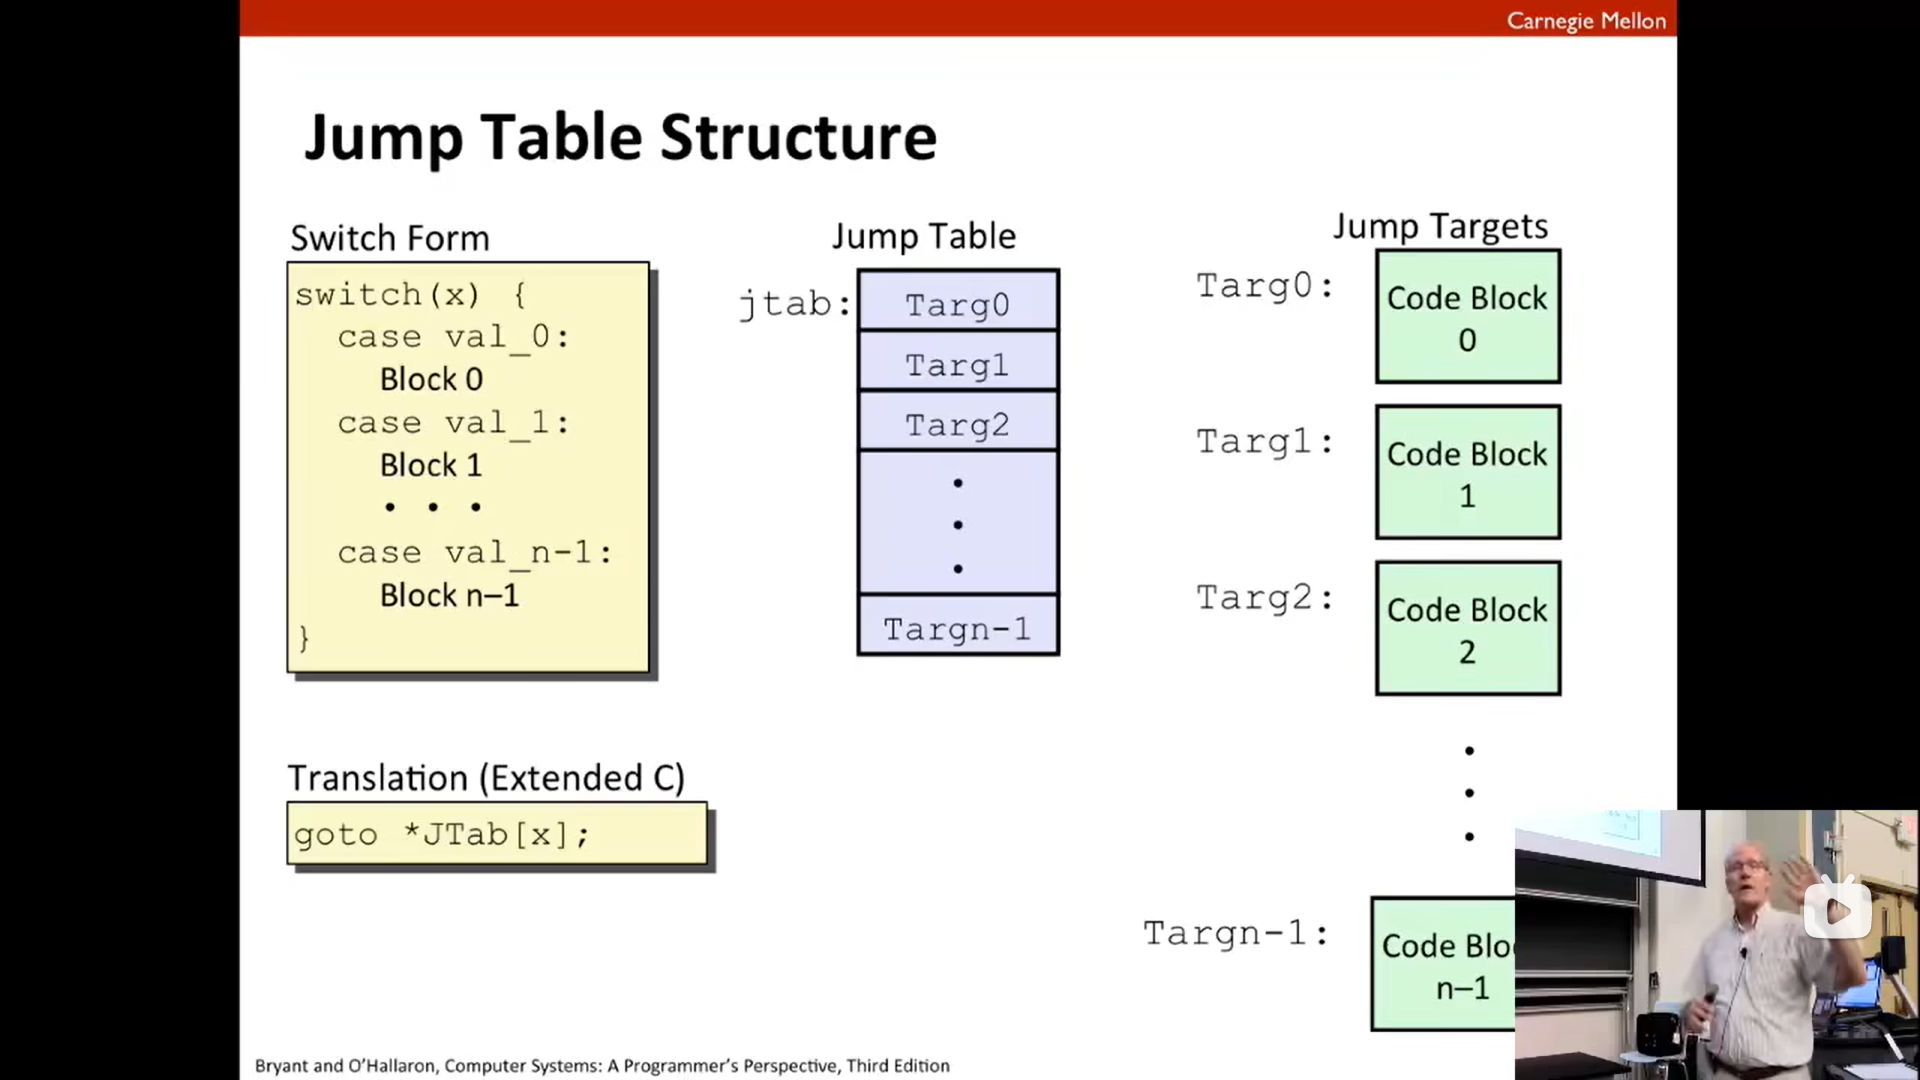 Carnegie Mellon
Jump Table Structure
Switch Form
switch(x) {
case val_0:
Block 0
case val_1:
Block 1
• • •
case val_n-1:
Block n–1
}
Translation (Extended C)
goto *JTab[x];
Jump Table
jtab:
Targ0
Targ1
Targ2
•
•
•
Targn-1
Jump Targets
Targ0:
Code Block
0
Targ1:
Code Block
1
Targ2:
Code Block
2
•
•
•
Targn-1:
Code Blo
n–1
Bryant and O'Hallaron, Computer Systems: A Programmer's Perspective, Third Edition